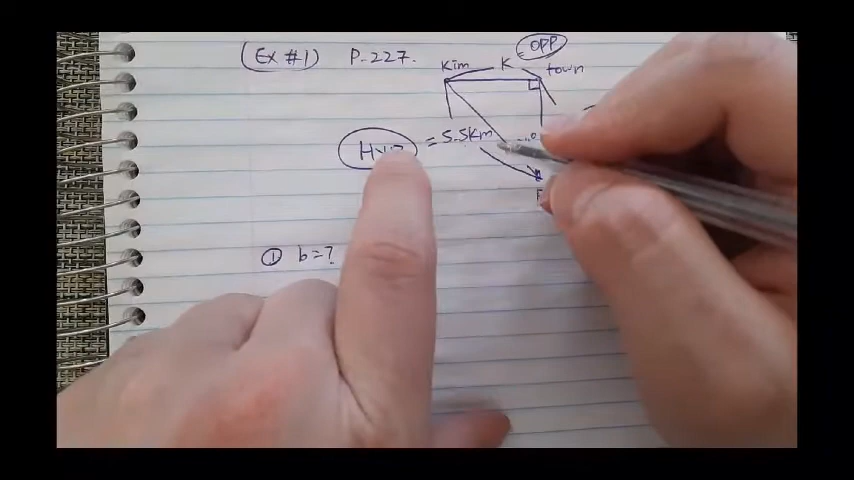 Ex #1) P.227.
OPP
Kim K town
= 5.5Km
① b=?